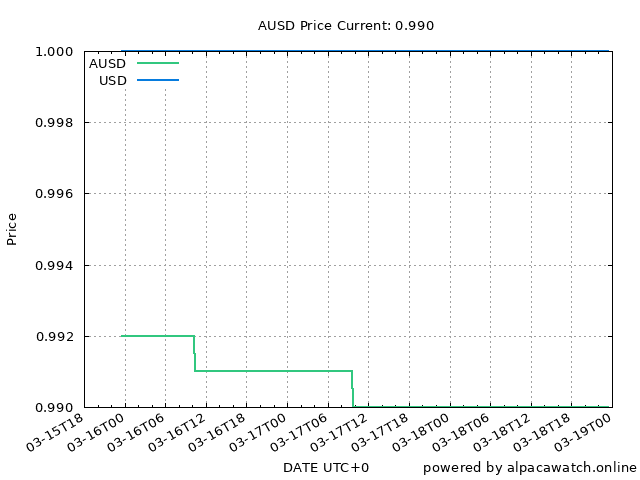 AUSD Price Current: 0.990
1.000
0.998
0.996
0.994
0.992
0.990
Price
AUSD
USD
03-15T18
03-16T00
03-16T06
03-16T12
03-16T18
03-17T00
03-17T06
03-17T12
03-17T18
03-18T00
03-18T06
03-18T12
03-18T18
03-19T00
DATE UTC+0
powered by alpacawatch.online